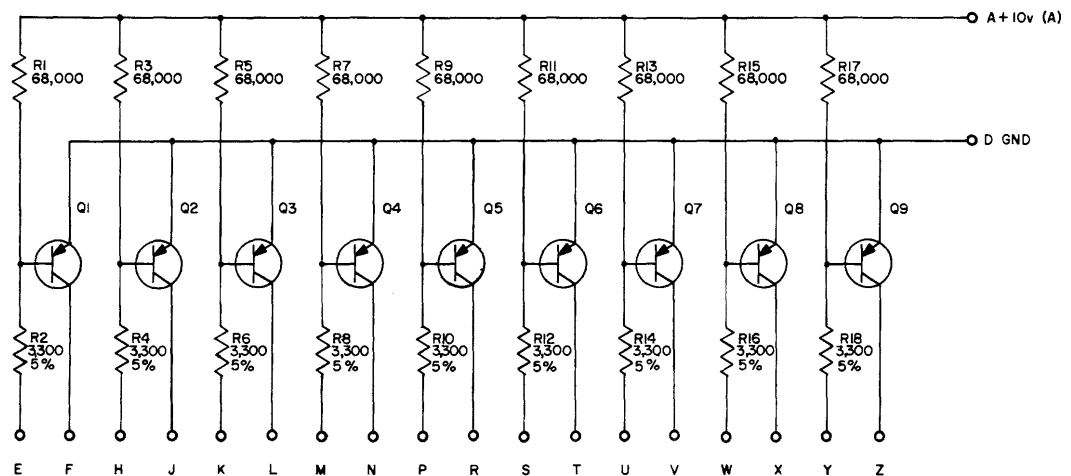 A+10v (A)
R1 R3 R5 R7 R9 R11 R13 R15 R17
68,000 68,000 68,000 68,000 68,000 68,000 68,000 68,000 68,000
D GND
Q1 Q2 Q3 Q4 Q5 Q6 Q7 Q8 Q9
R2 R4 R6 R8 R10 R12 R14 R16 R18
3,300 3,300 3,300 3,300 3,300 3,300 3,300 3,300 3,300
5% 5% 5% 5% 5% 5% 5% 5% 5%
E F H J K L M N P R S T U V W X Y Z